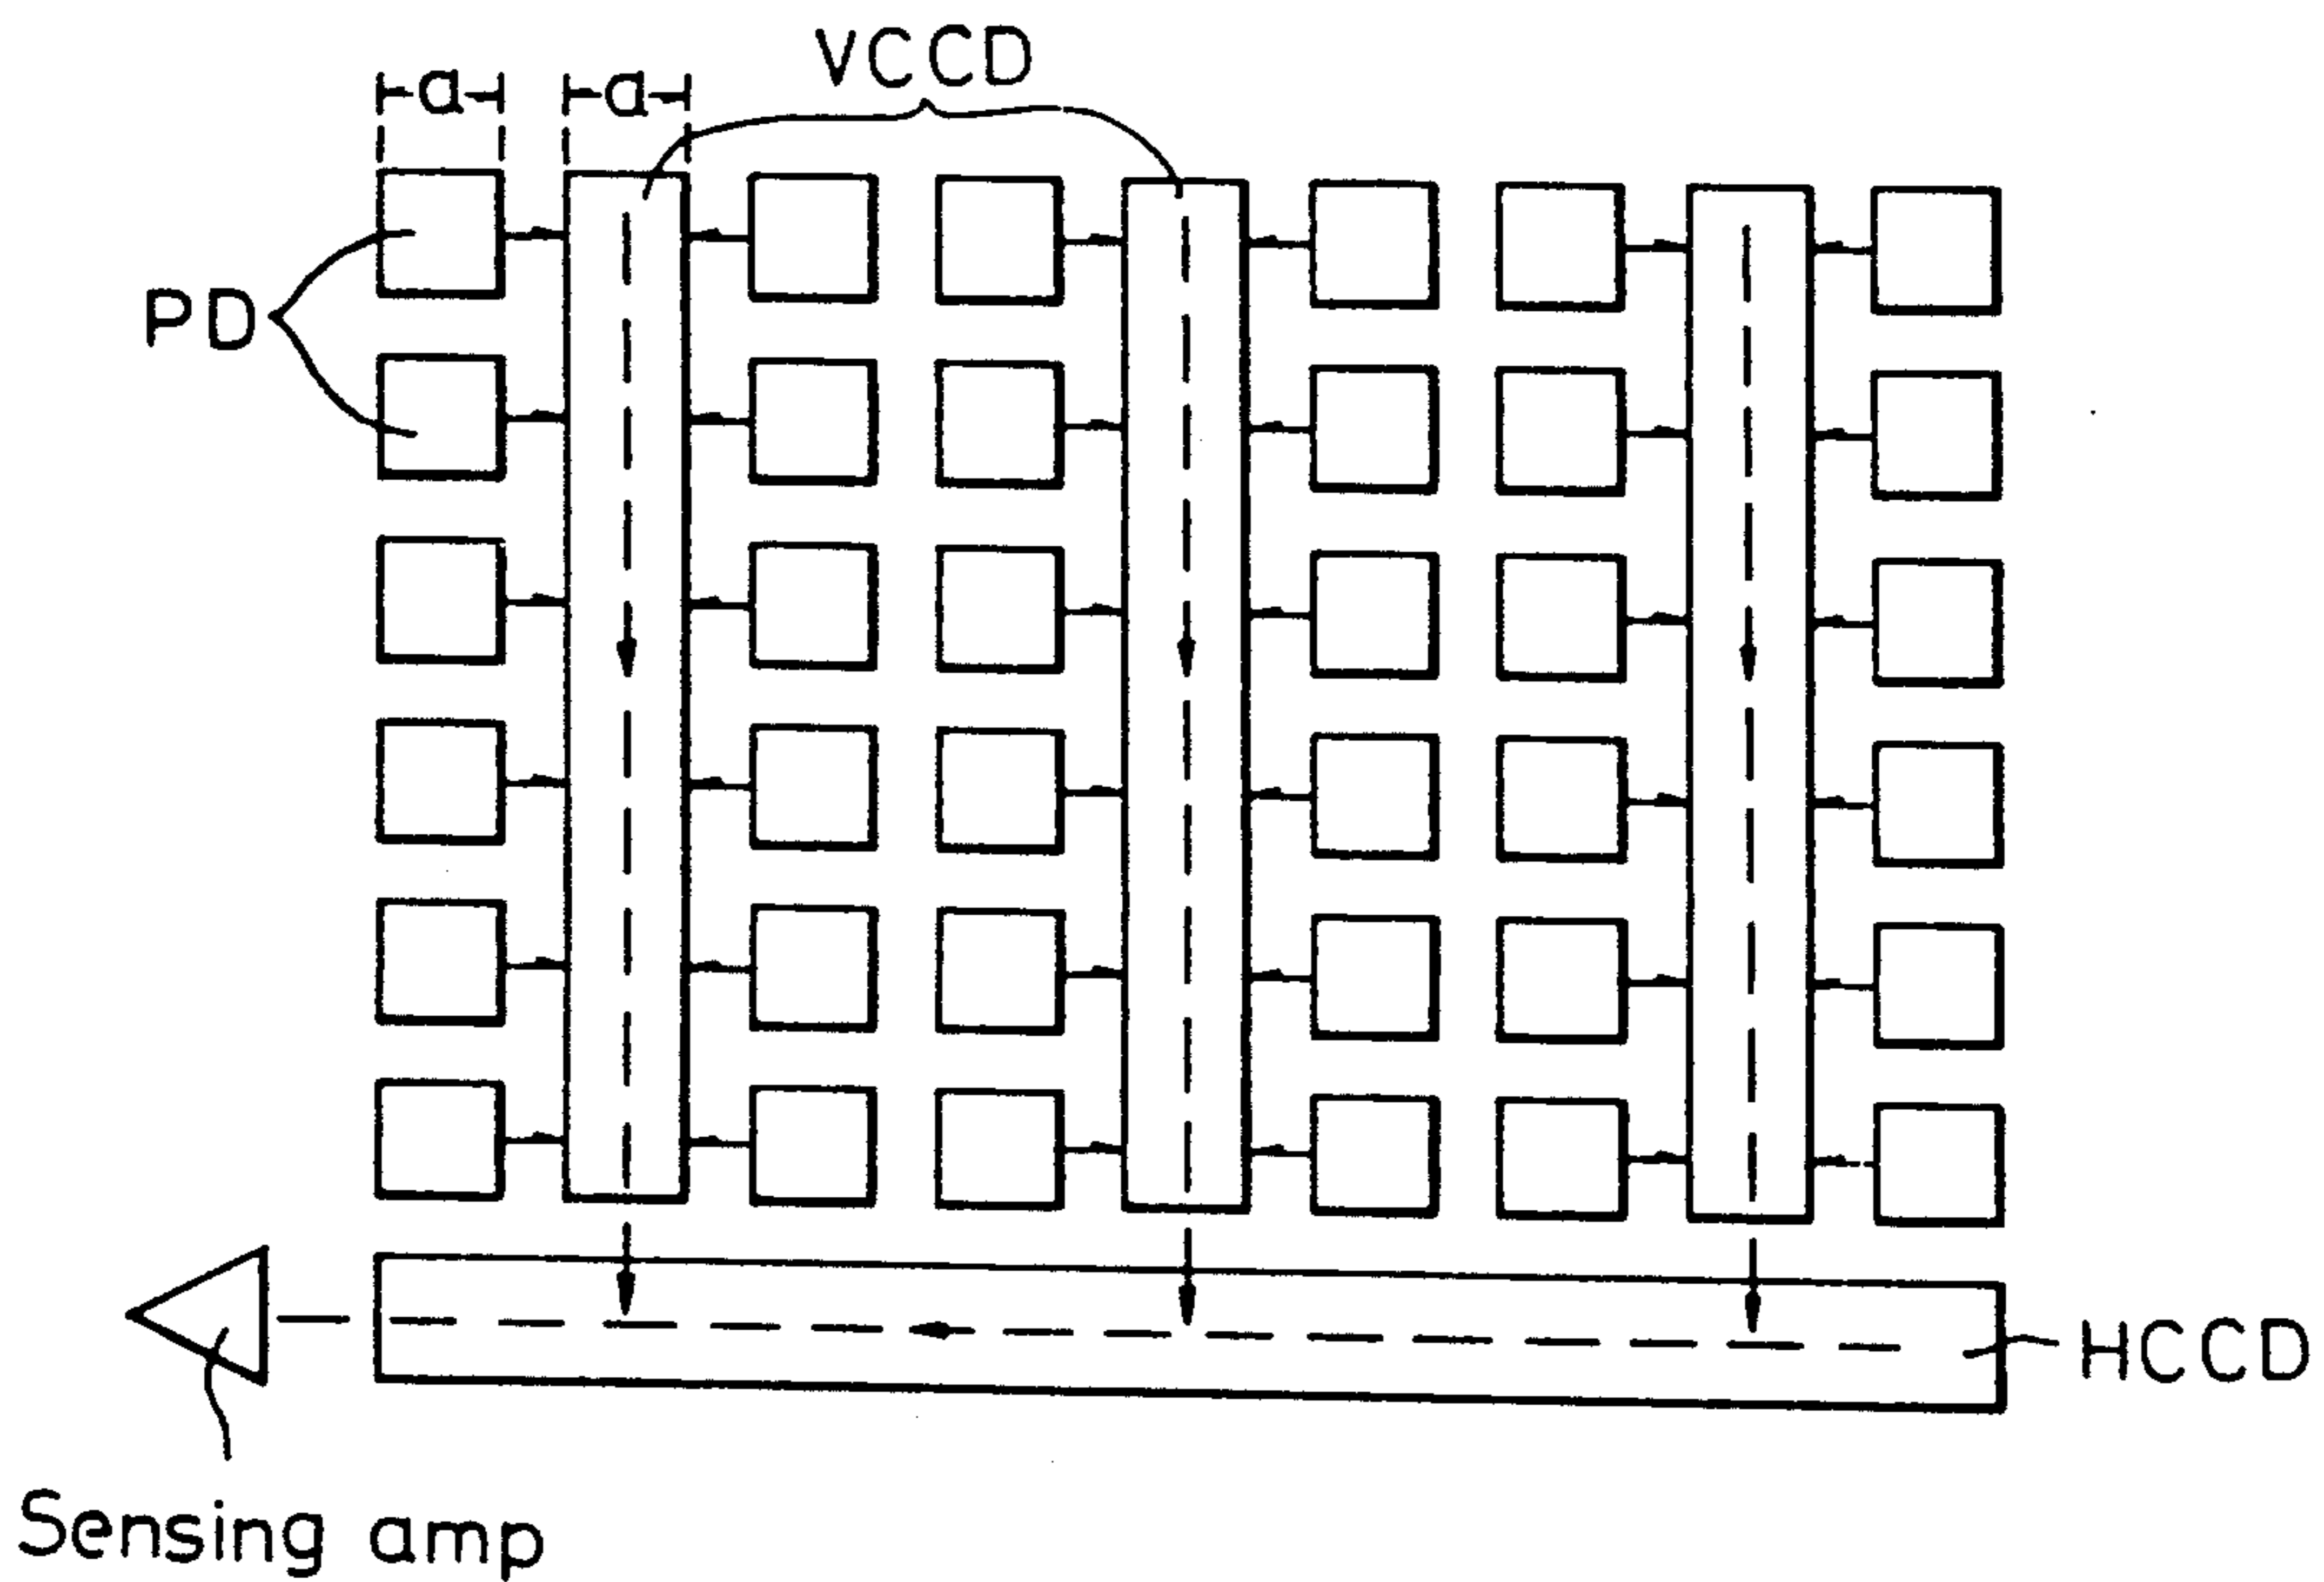 VCCD
a
a
PD
HCCD
Sensing amp